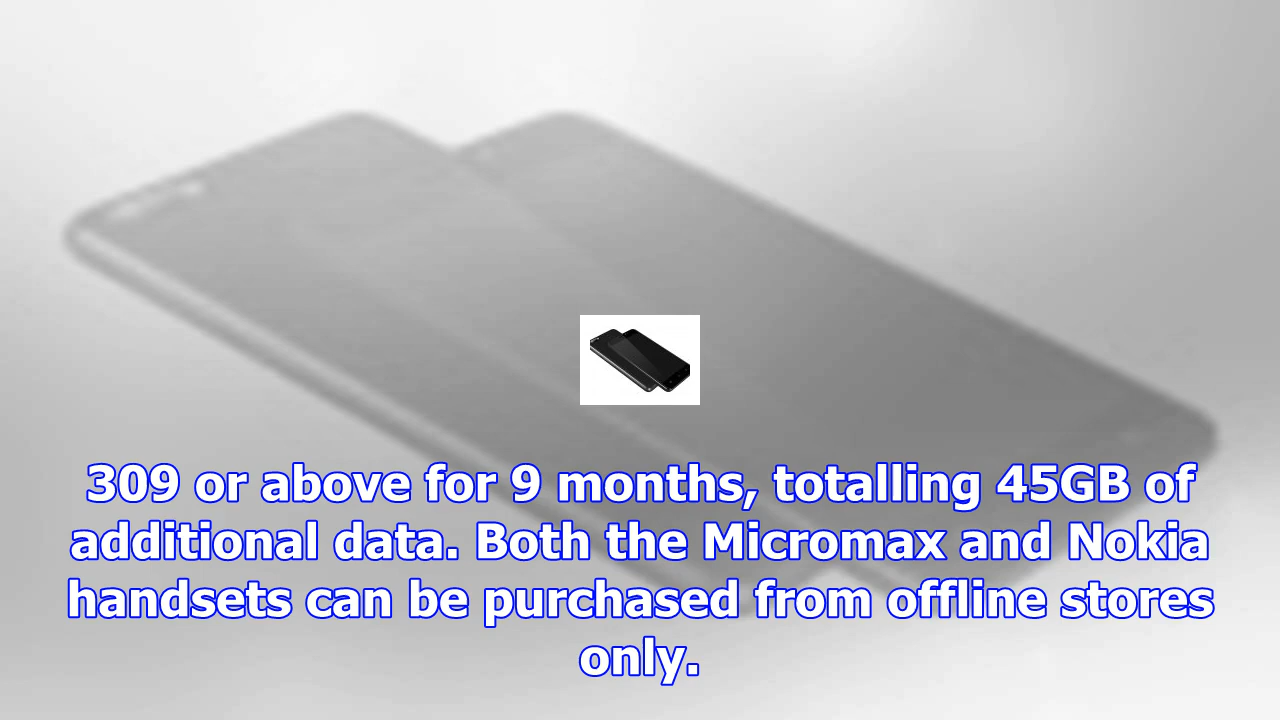 309 or above for 9 months, totalling 45GB of
additional data. Both the Micromax and Nokia
handsets can be purchased from offline stores
only.